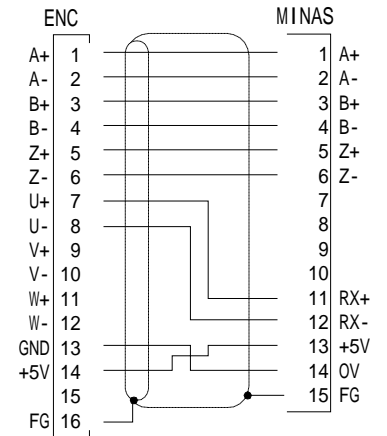 ENC MINAS
A+ 1 1 A+
A- 2 2 A-
B+ 3 3 B+
B- 4 4 B-
Z+ 5 5 Z+
Z- 6 6 Z-
U+ 7 7
U- 8 8
V+ 9 9
V- 10 10
W+ 11 11 RX+
W- 12 12 RX-
GND 13 13 +5V
+5V 14 14 0V
15 15 FG
FG 16